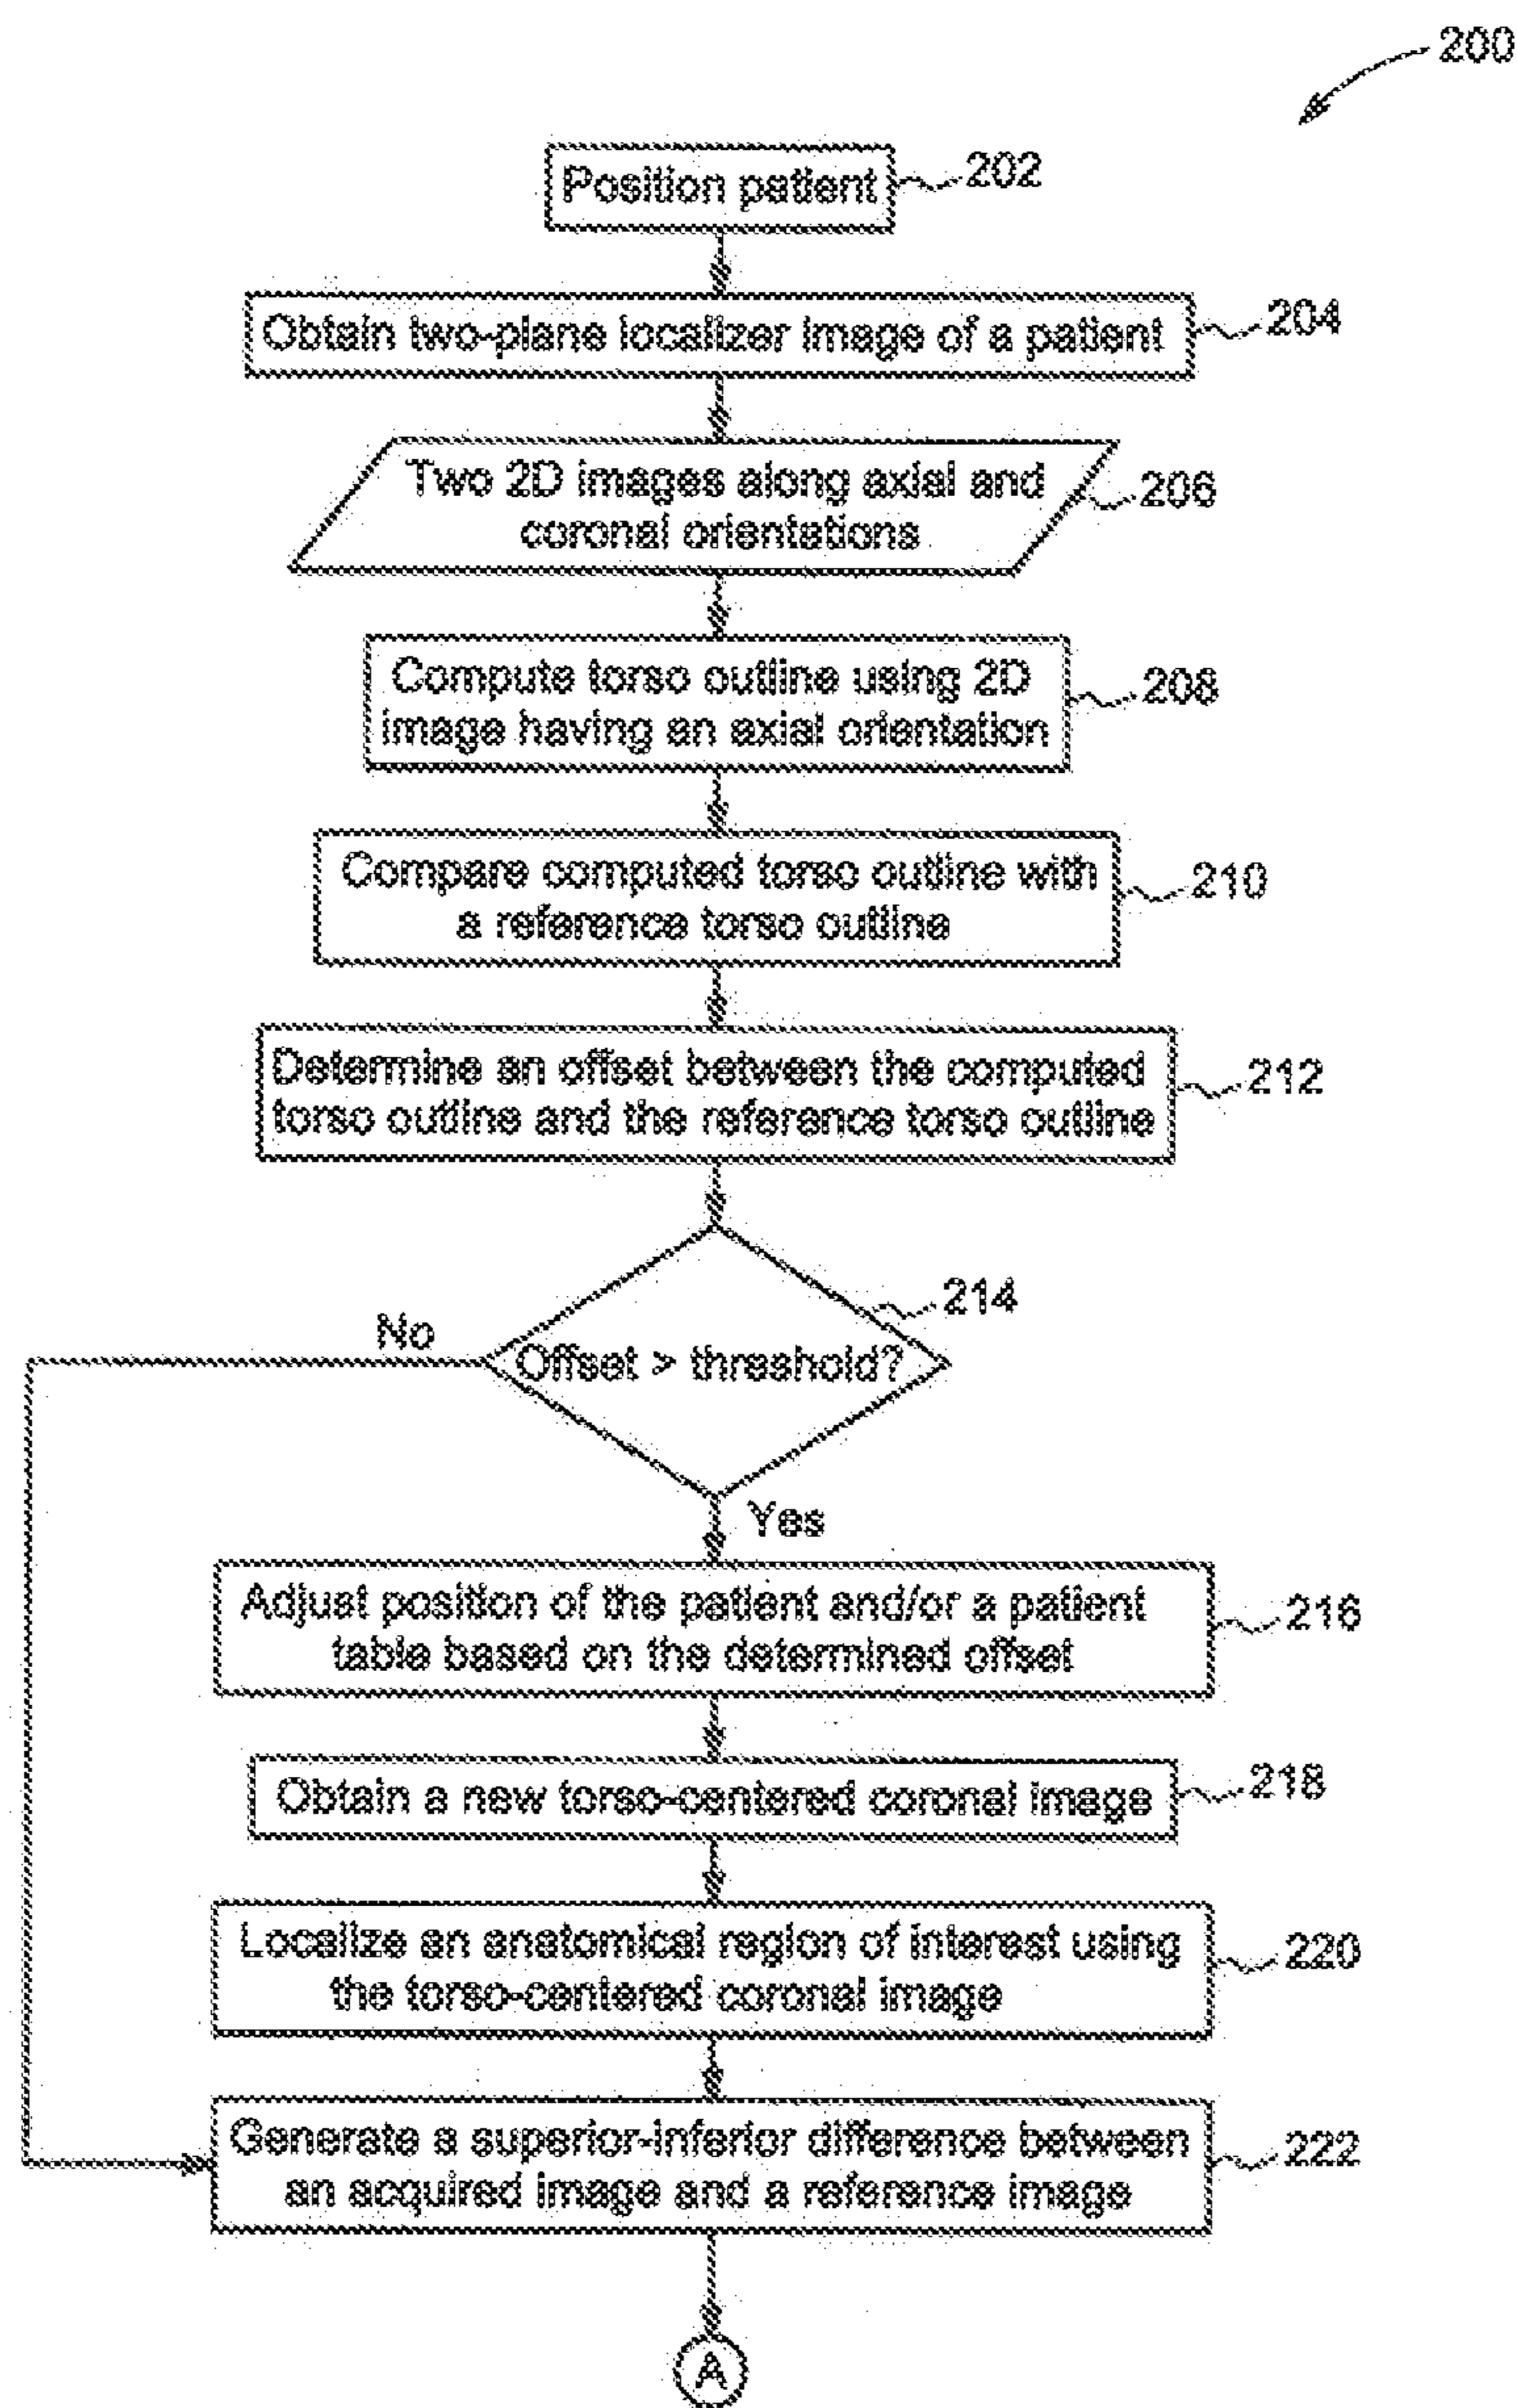 200
Position patient
202
Obtain two-plane localizer image of a patient
204
Two 2D images along axial and
coronal orientations
206
Compute torso outline using 2D
image having an axial orientation
208
Compare computed torso outline with
a reference torso outline
210
Determine an offset between the computed
torso outline and the reference torso outline
212
Offset > threshold?
214
No
Yes
Adjust position of the patient and/or a patient
table based on the determined offset
216
Obtain a new torso-centered coronal image
218
Localize an anatomical region of interest using
the torso-centered coronal image
220
Generate a superior-inferior difference between
an acquired image and a reference image
222
A